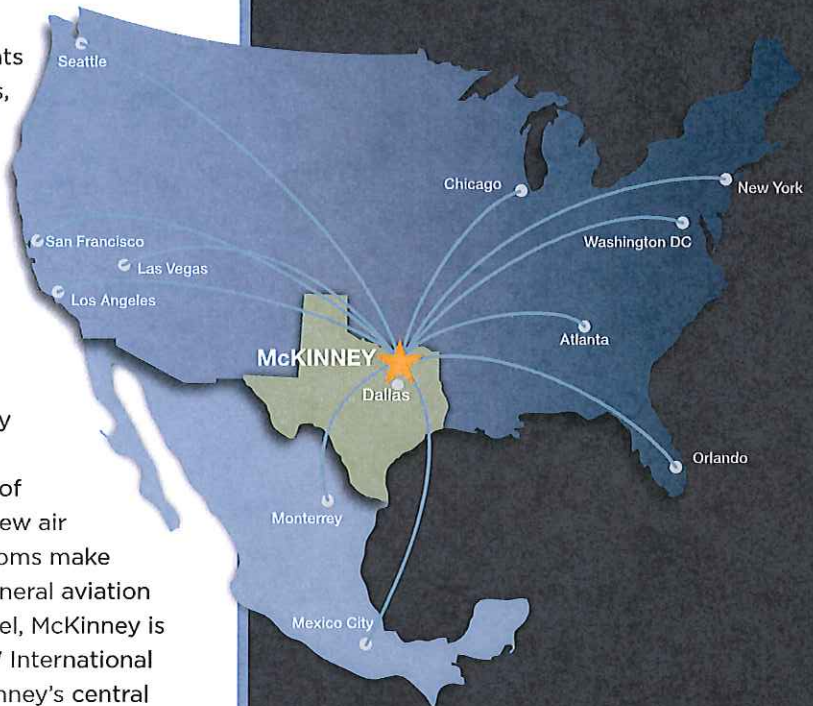 s,
y
of
ew air
oms make
neral aviation
el, McKinney is
International
nney's central
Seattle
Chicago
New York
San Francisco
Washington DC
Las Vegas
Los Angeles
Atlanta
McKINNEY
Dallas
Orlando
Monterrey
Mexico City